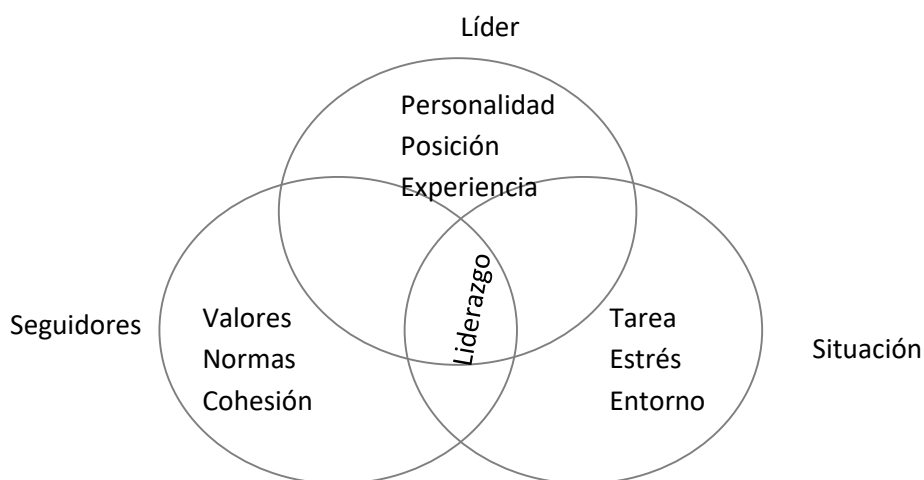 Líder
Personalidad
Posición
Experiencia
Liderazgo
Seguidores
Valores
Normas
Cohesión
Tarea
Estrés
Entorno
Situación